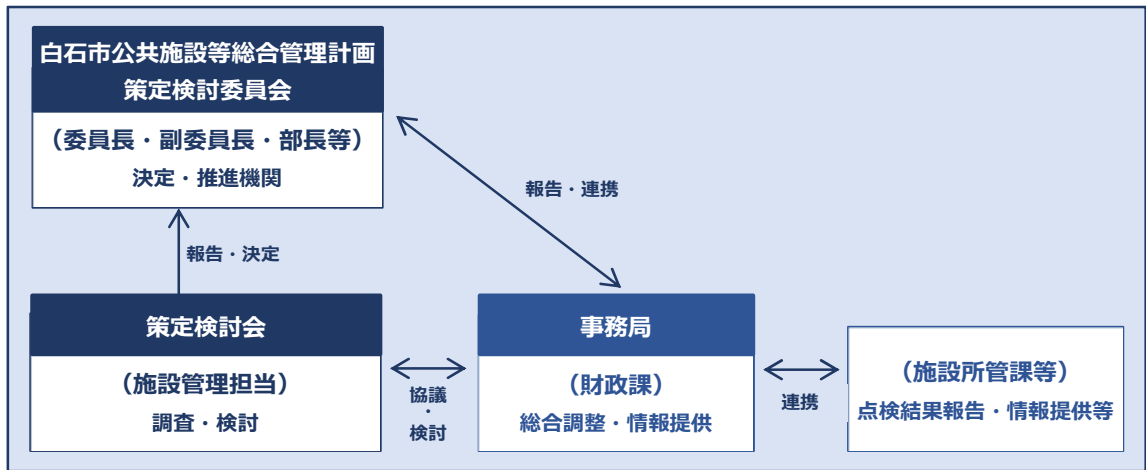 白石市公共施設等総合管理計画
策定検討委員会
（委員長・副委員長・部長等）
決定・推進機関
報告・連携
報告・決定
策定検討会
（施設管理担当）
調査・検討
協議
・
検討
事務局
（財政課）
総合調整・情報提供
連携
（施設所管課等）
点検結果報告・情報提供等